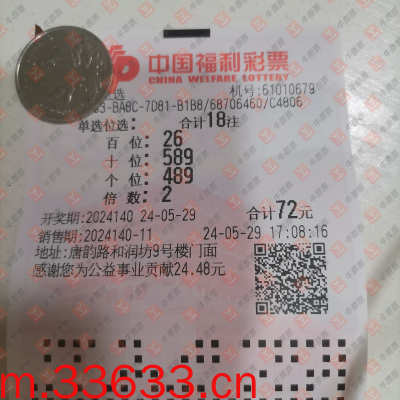 中国福利彩票
CHINA WELFARE LOTTERY
选 机号:61010679
-BA8C-7D81-B1B8/68706460/C4806
单选位选: 合计18注
百 位: 26
十 位: 589
个 位: 489
倍 数: 2
开奖期:2024140 24-05-29 合计72元
销售期:2024140-11 24-05-29 17:08:16
地址:唐韵路和润坊9号楼门面
感谢您为公益事业贡献24.48元
m.33633.cn